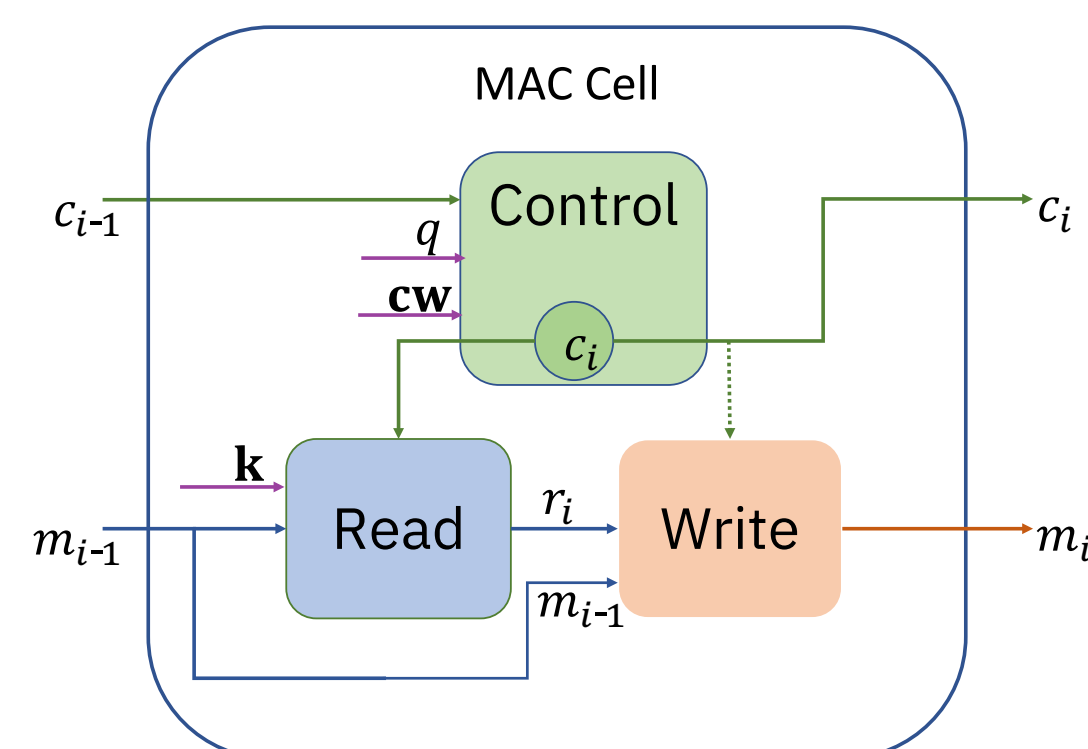 MAC Cell
Control
c_{i-1}
q
c_i
cw
c_i
k
r_i
Read
Write
m_{i-1}
m_i
m_{i-1}